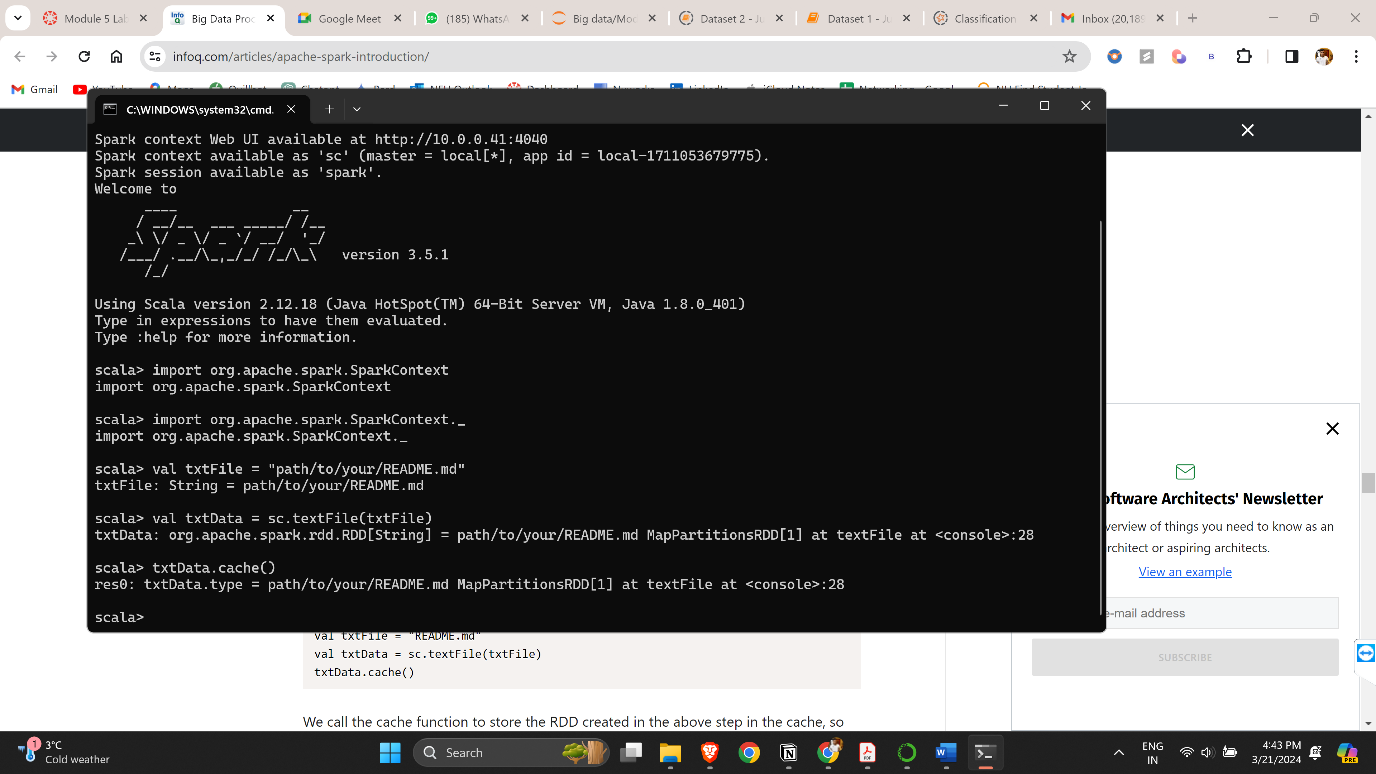 Module 5 Lab
Big Data Proc
Google Meet
(185) WhatsA
Big data/Mod
Dataset 2 - Ju
Dataset 1 - Ju
Classification
Inbox (20,189
infoq.com/articles/apache-spark-introduction/
Gmail
C:\WINDOWS\system32\cmd.
Spark context Web UI available at http://10.0.0.41:4040
Spark context available as 'sc' (master = local[*], app id = local-1711053679775).
Spark session available as 'spark'.
Welcome to
Spark version 3.5.1
Using Scala version 2.12.18 (Java HotSpot(TM) 64-Bit Server VM, Java 1.8.0_401)
Type in expressions to have them evaluated.
Type :help for more information.
scala> import org.apache.spark.SparkContext
import org.apache.spark.SparkContext
scala> import org.apache.spark.SparkContext._
import org.apache.spark.SparkContext._
scala> val txtFile = "path/to/your/README.md"
txtFile: String = path/to/your/README.md
scala> val txtData = sc.textFile(txtFile)
txtData: org.apache.spark.rdd.RDD[String] = path/to/your/README.md MapPartitionsRDD[1] at textFile at <console>:28
scala> txtData.cache()
res0: txtData.type = path/to/your/README.md MapPartitionsRDD[1] at textFile at <console>:28
scala>
oftware Architects' Newsletter
verview of things you need to know as an
rchitect or aspiring architects.
View an example
e-mail address
SUBSCRIBE
val txtFile = "README.md"
val txtData = sc.textFile(txtFile)
txtData.cache()
We call the cache function to store the RDD created in the above step in the cache, so
1
3°C
Cold weather
Search
ENG
IN
4:43 PM
3/21/2024
PRE